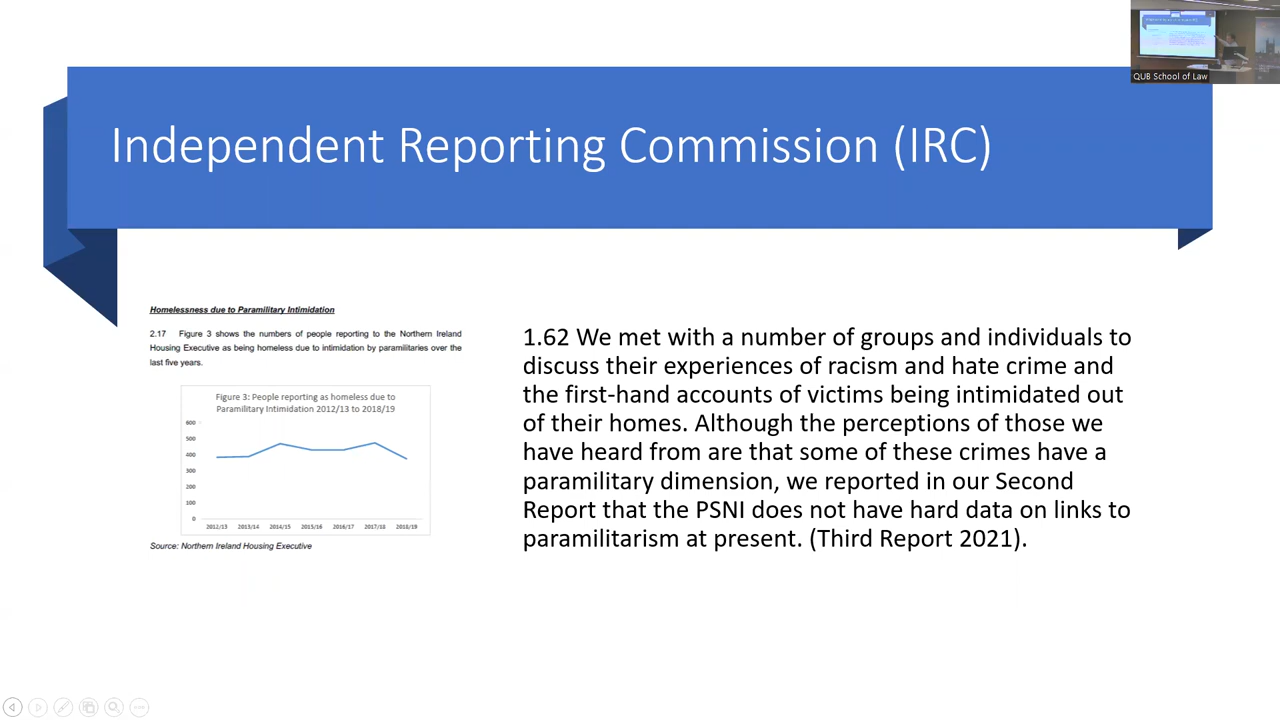 QUB School of Law
Independent Reporting Commission (IRC)
Homelessness due to Paramilitary Intimidation
2.17 Figure 3 shows the numbers of people reporting to the Northern Ireland
Housing Executive as being homeless due to intimidation by paramilitaries over the
last five years.
Figure 3: People reporting as homeless due to
Paramilitary Intimidation 2012/13 to 2018/19
600
500
400
300
200
100
0
2012/13 2013/14 2014/15 2015/16 2016/17 2017/18 2018/19
Source: Northern Ireland Housing Executive
1.62 We met with a number of groups and individuals to
discuss their experiences of racism and hate crime and
the first-hand accounts of victims being intimidated out
of their homes. Although the perceptions of those we
have heard from are that some of these crimes have a
paramilitary dimension, we reported in our Second
Report that the PSNI does not have hard data on links to
paramilitarism at present. (Third Report 2021).